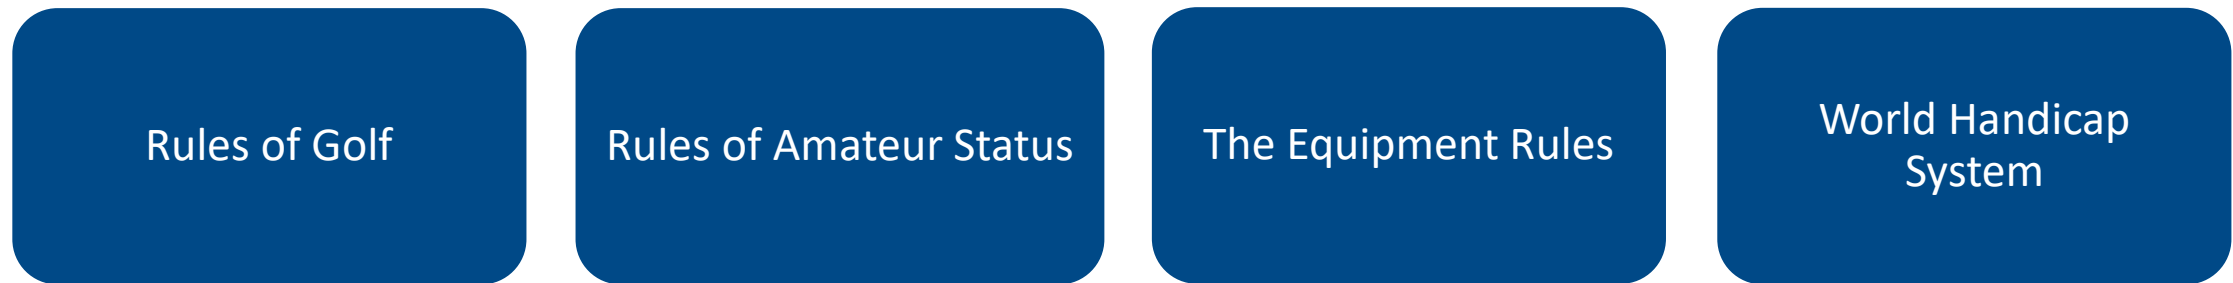 Rules of Golf
Rules of Amateur Status
The Equipment Rules
World Handicap
System